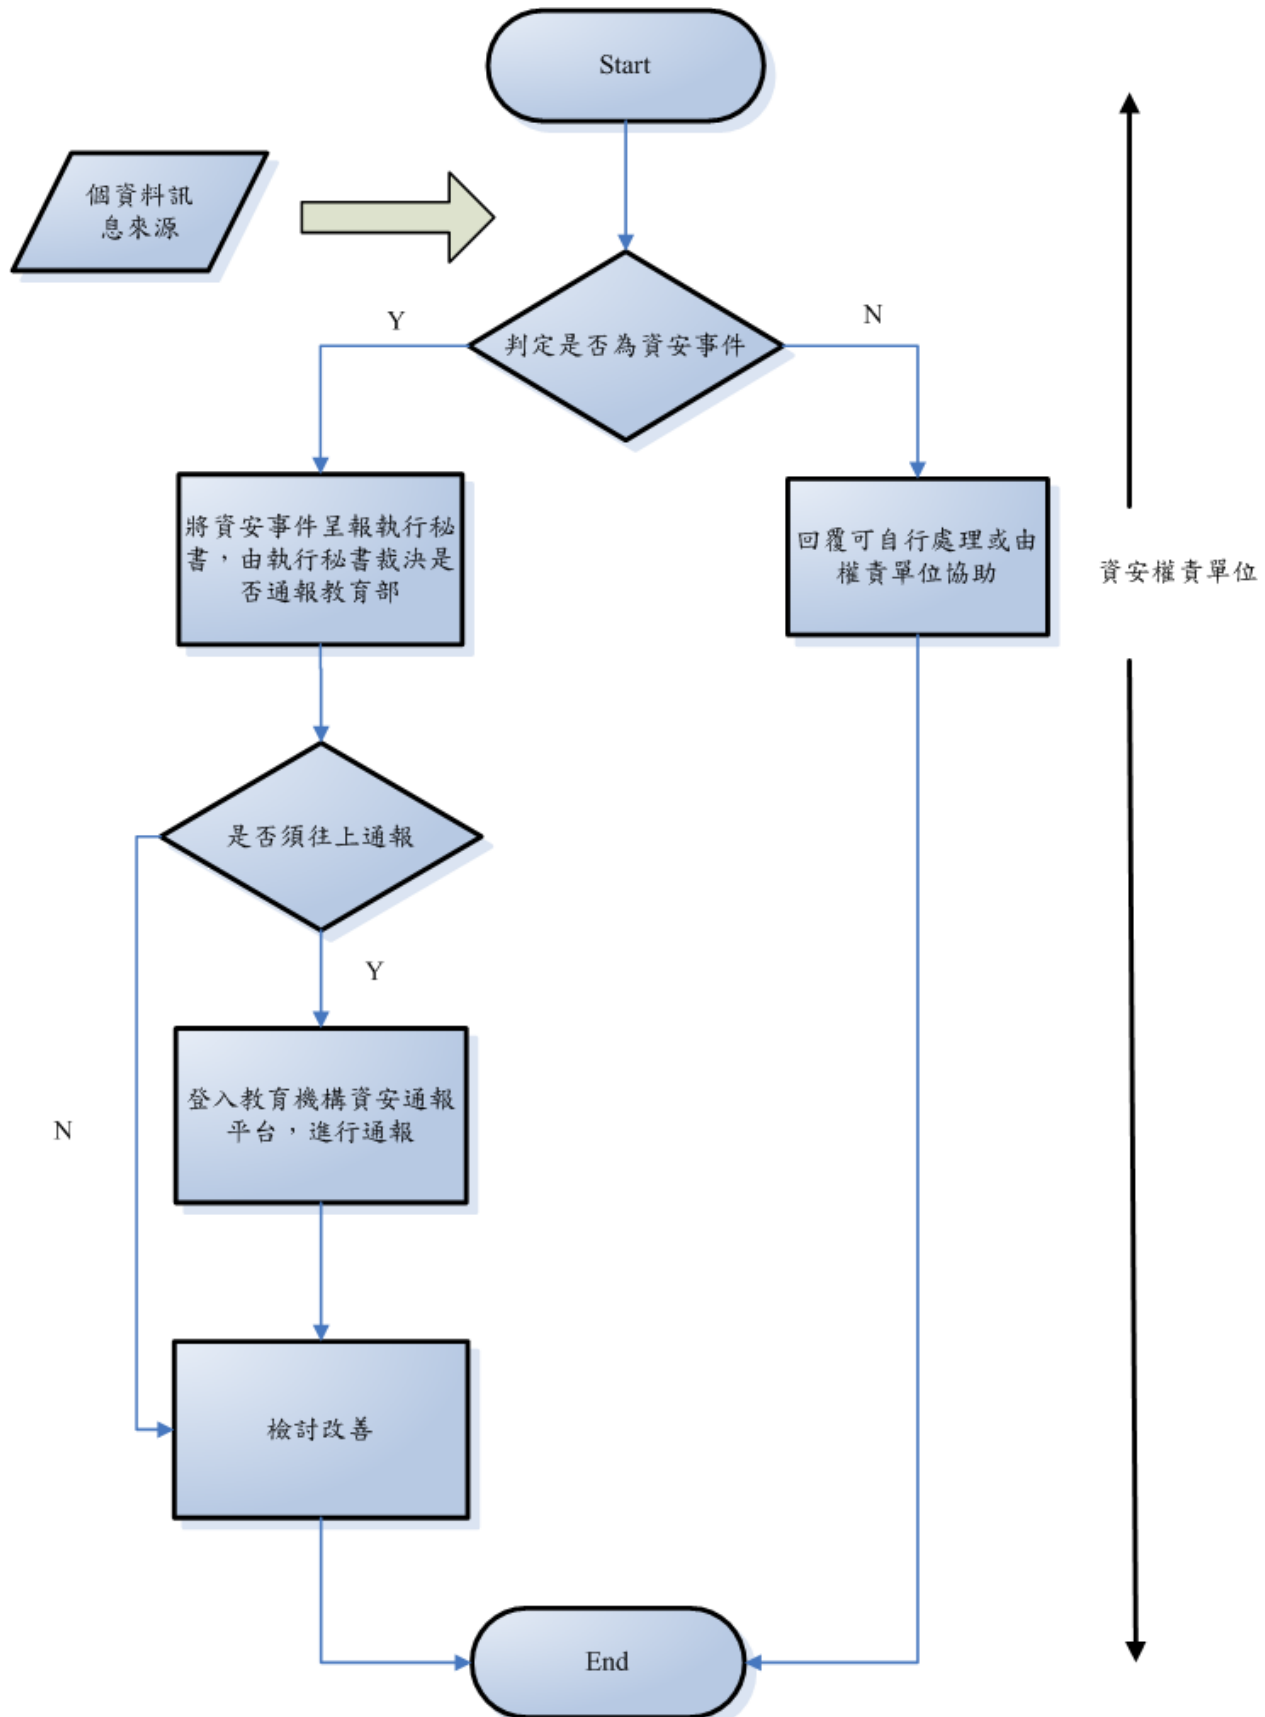 Start
個資料訊
息來源
Y
N
判定是否為資安事件
將資安事件呈報執行秘
書，由執行秘書裁決是
否通報教育部
回覆可自行處理或由
權責單位協助
資安權責單位
是否須往上通報
Y
N
登入教育機構資安通報
平台，進行通報
檢討改善
End